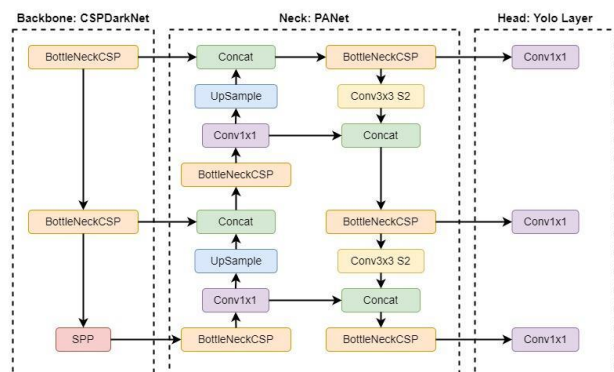 Backbone: CSPDarkNet
Neck: PANet
Head: Yolo Layer
BottleNeckCSP
Concat
BottleNeckCSP
Conv1x1
UpSample
Conv3x3 S2
Conv1x1
Concat
BottleNeckCSP
BottleNeckCSP
Concat
BottleNeckCSP
Conv1x1
UpSample
Conv3x3 S2
Conv1x1
Concat
SPP
BottleNeckCSP
BottleNeckCSP
Conv1x1